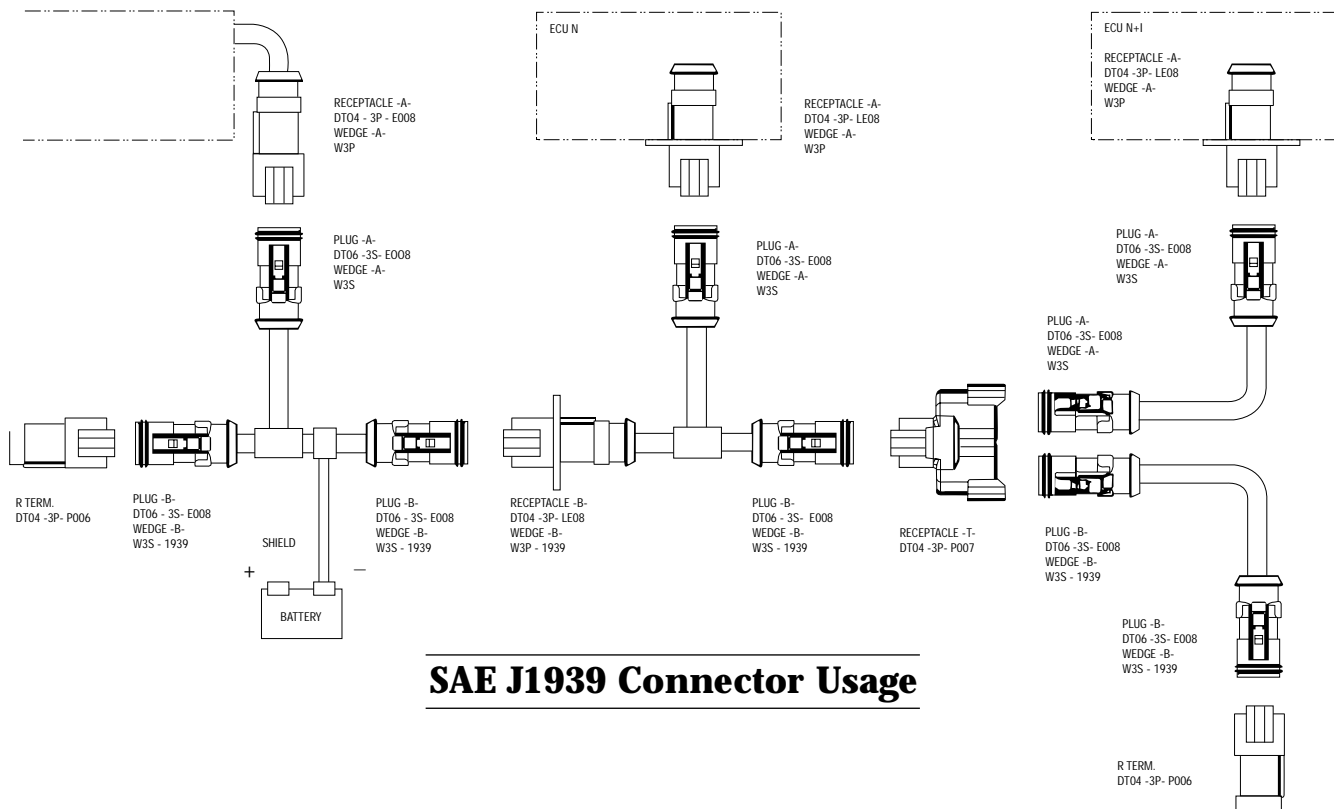 ECU N
ECU N+I
RECEPTACLE -A-
DT04 -3P- LE08
WEDGE -A-
W3P
RECEPTACLE -A-
DTO4 - 3P - E008
WEDGE -A-
W3P
RECEPTACLE -A-
DT04 -3P- LE08
WEDGE -A-
W3P
PLUG -A-
DT06 -3S- EOO8
WEDGE -A-
W3S
PLUG -A-
DT06 -3S- E008
WEDGE -A-
W3S
PLUG -A-
DT06 -3S- E008
WEDGE -A-
W3S
PLUG -A-
DT06 -3S- E008
WEDGE -A-
W3S
R TERM.
DT04 -3P- P006
PLUG -B-
DT06 - 3S- E008
WEDGE -B-
W3S - 1939
SHIELD
+
—
BATTERY
PLUG -B-
DT06 - 3S- E008
WEDGE -B-
W3S - 1939
RECEPTACLE -B-
DT04 -3P- LE08
WEDGE -B-
W3P - 1939
PLUG -B-
DT06 - 3S- E008
WEDGE -B-
W3S - 1939
RECEPTACLE -T-
DT04 -3P- P007
PLUG -B-
DT06 -3S- E008
WEDGE -B-
W3S - 1939
PLUG -B-
DT06 -3S- E008
WEDGE -B-
W3S - 1939
SAE J1939 Connector Usage
R TERM.
DT04 -3P- P006